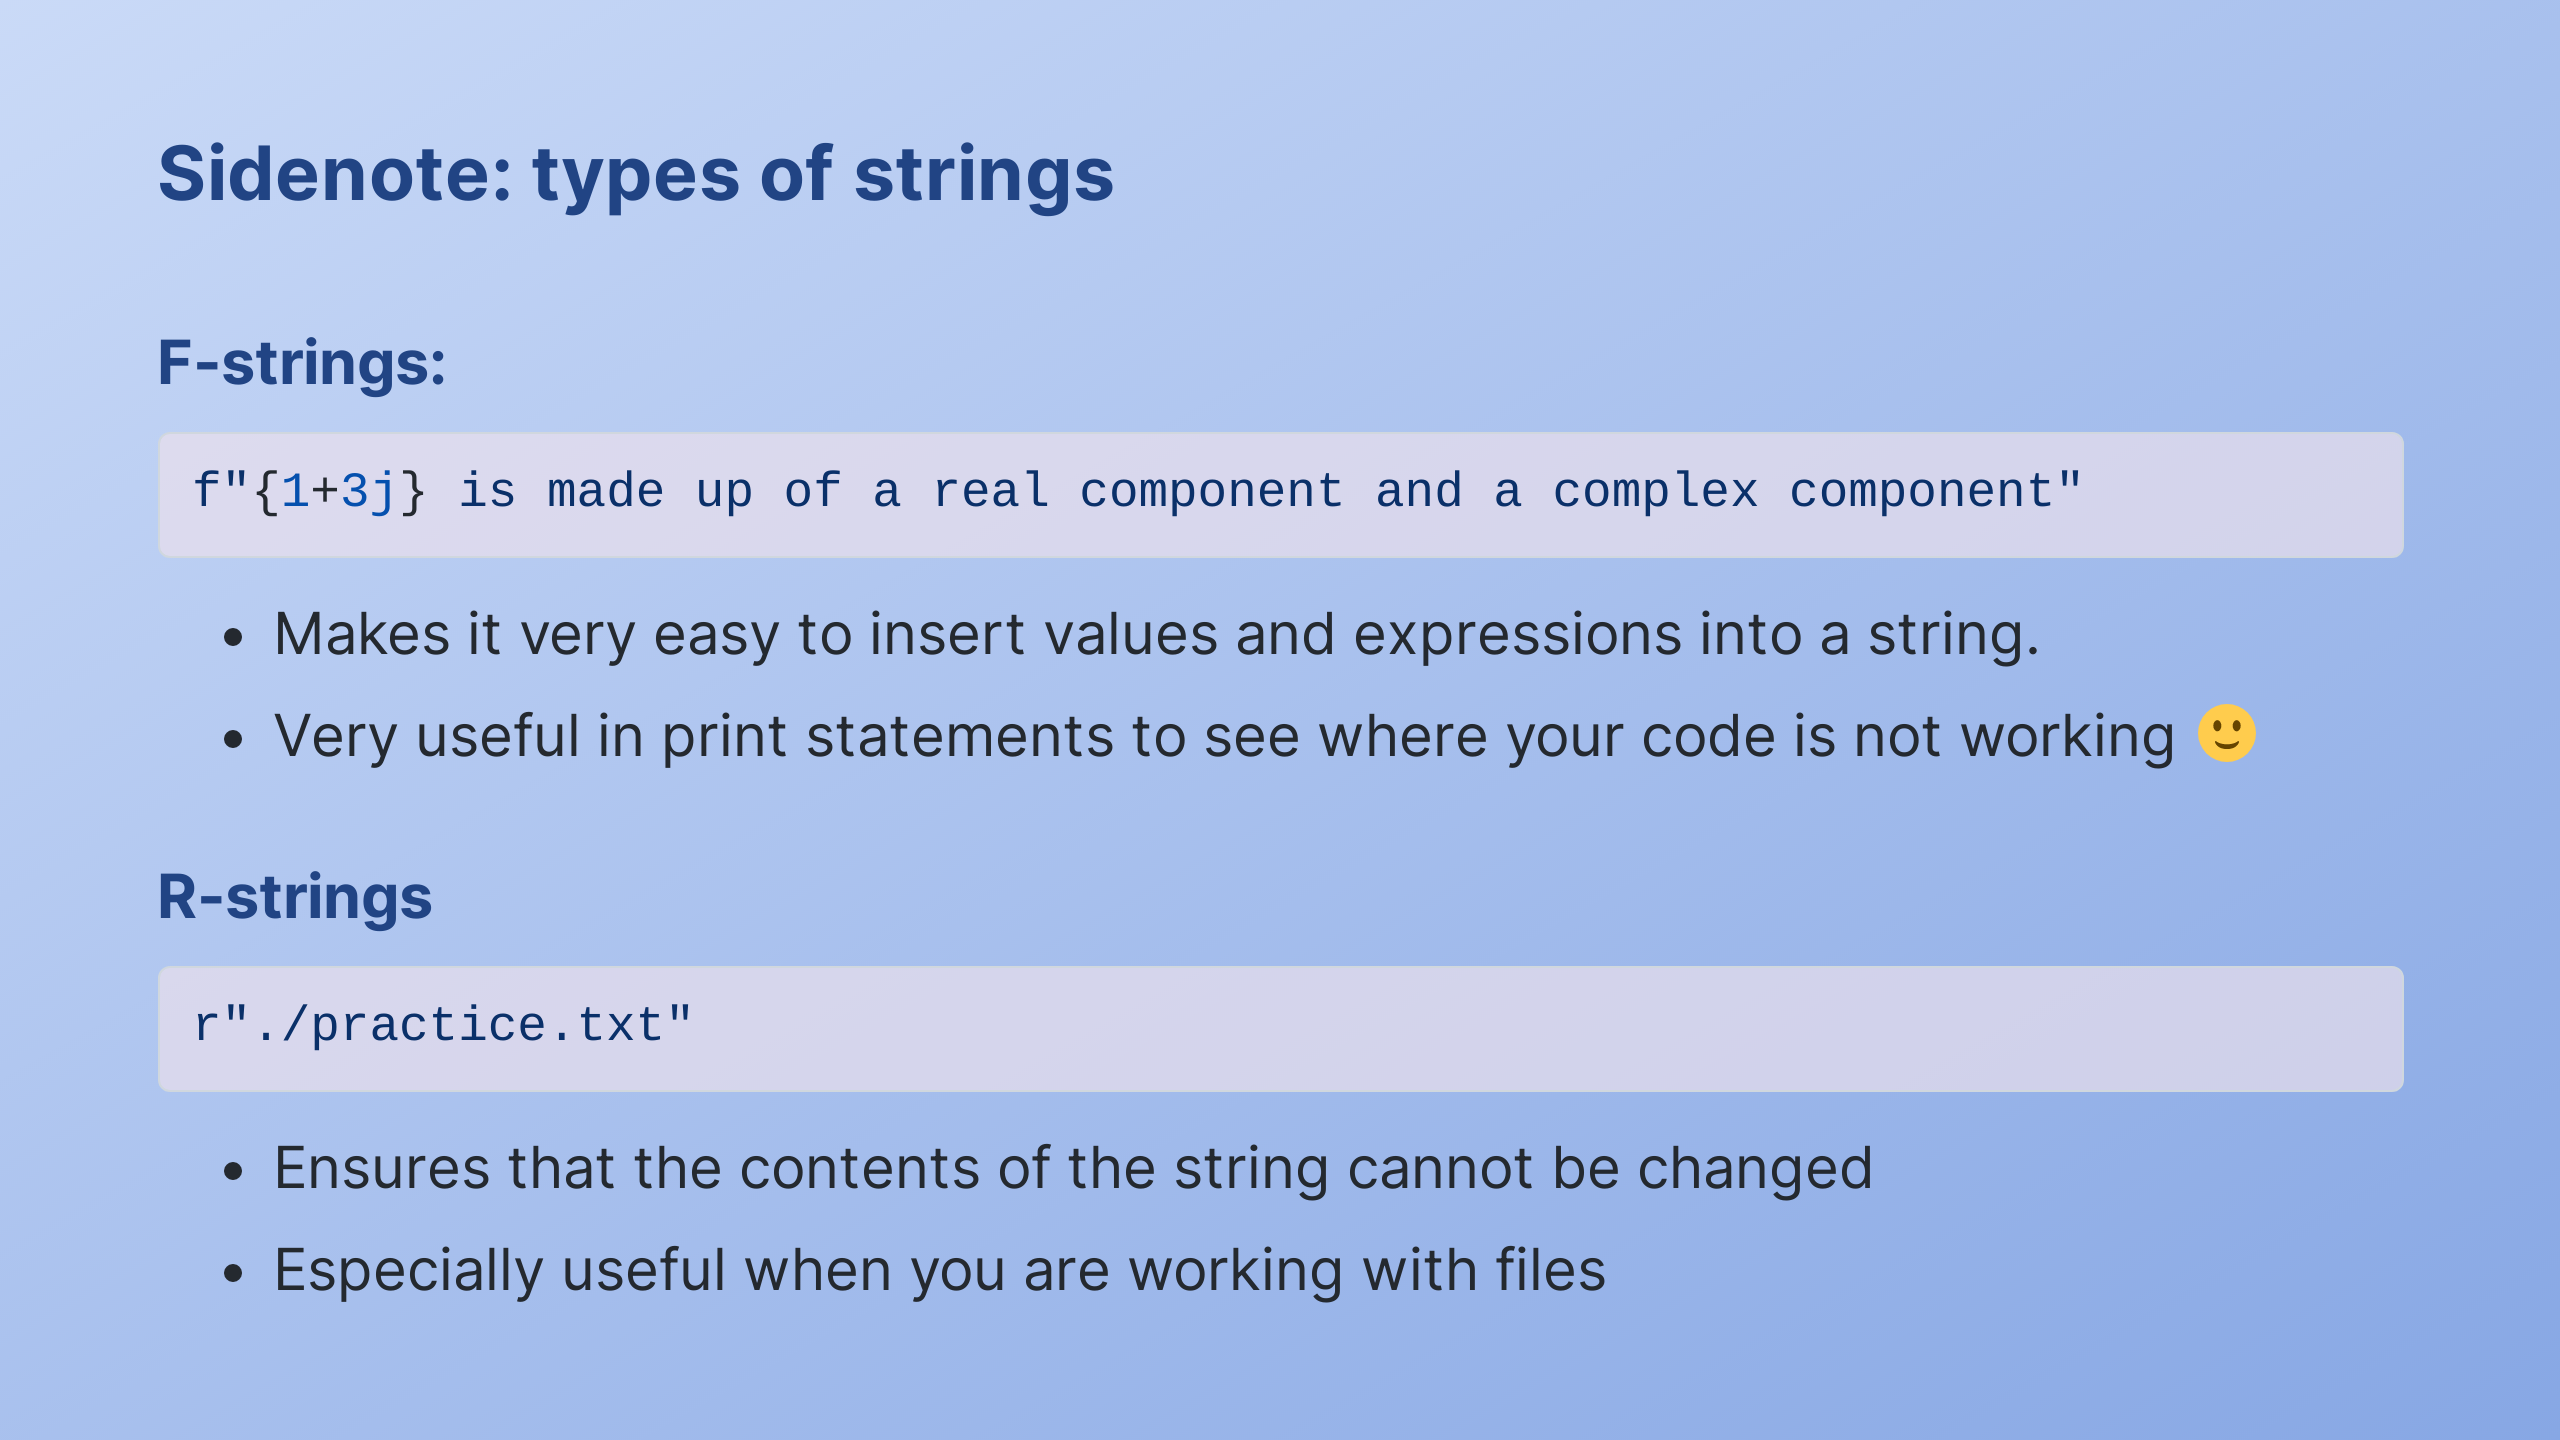 Sidenote: types of strings
F-strings:
f"{1+3j} is made up of a real component and a complex component"
• Makes it very easy to insert values and expressions into a string.
• Very useful in print statements to see where your code is not working 🙂
R-strings
r"./practice.txt"
• Ensures that the contents of the string cannot be changed
• Especially useful when you are working with files